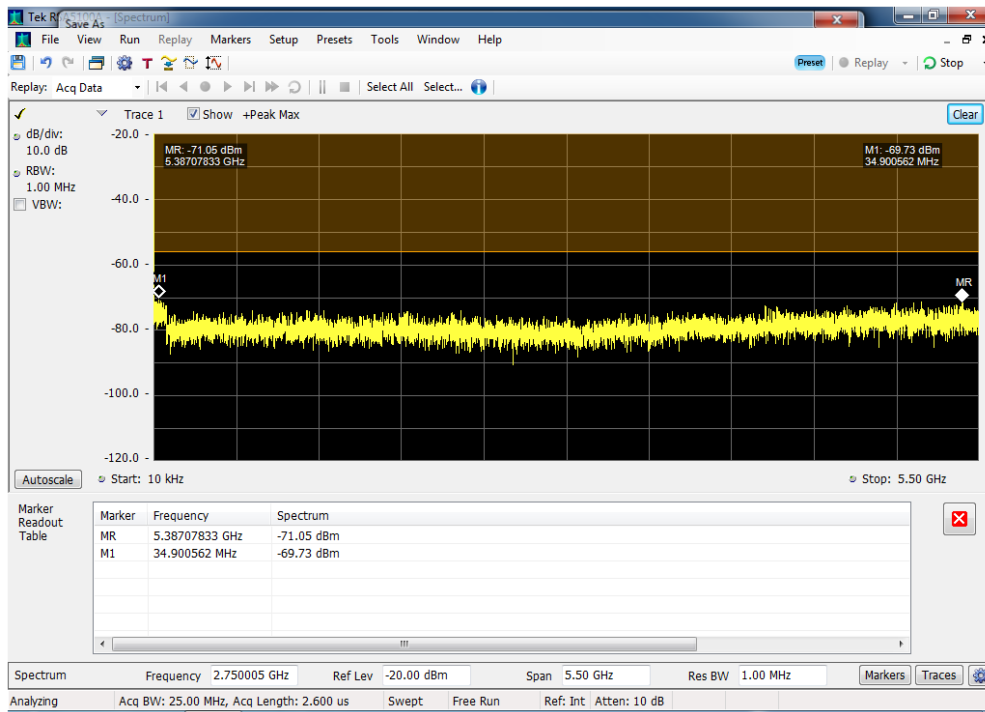 Tek RSA5100A - [Spectrum]
Save As
File View Run Replay Markers Setup Presets Tools Window Help
T Preset Replay Stop
Replay: Acq Data Select All Select...
Trace 1 Show +Peak Max Clear
dB/div:
10.0 dB
RBW:
1.00 MHz
VBW:
-20.0
-40.0
-60.0
-80.0
-100.0
-120.0
MR: -71.05 dBm
5.38707833 GHz
M1: -69.73 dBm
34.900562 MHz
M1
MR
Autoscale Start: 10 kHz Stop: 5.50 GHz
Marker
Readout
Table
Marker Frequency Spectrum
MR 5.38707833 GHz -71.05 dBm
M1 34.900562 MHz -69.73 dBm
Spectrum Frequency 2.750005 GHz Ref Lev -20.00 dBm Span 5.50 GHz Res BW 1.00 MHz Markers Traces
Analyzing Acq BW: 25.00 MHz, Acq Length: 2.600 us Swept Free Run Ref: Int Atten: 10 dB